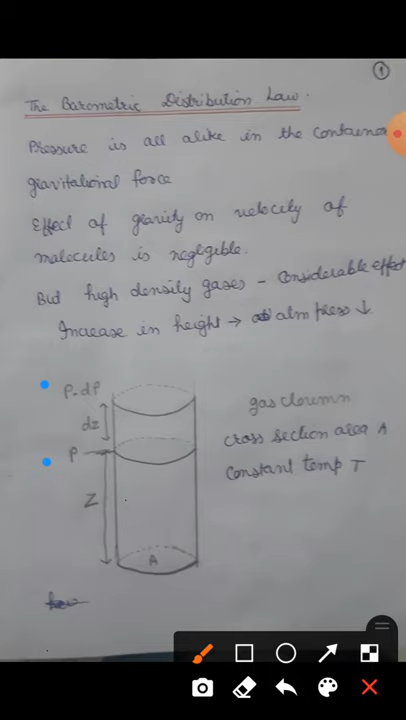 1
The Barometric Distribution Law.
Pressure is all alike in the container
gravitational force
Effect of gravity on velocity of
molecules is negligible.
But high density gases - Considerable effect
Increase in height → atm press ↓
P-dP
dz
P
Z
A
gas cloumn
cross section area A
Constant temp T